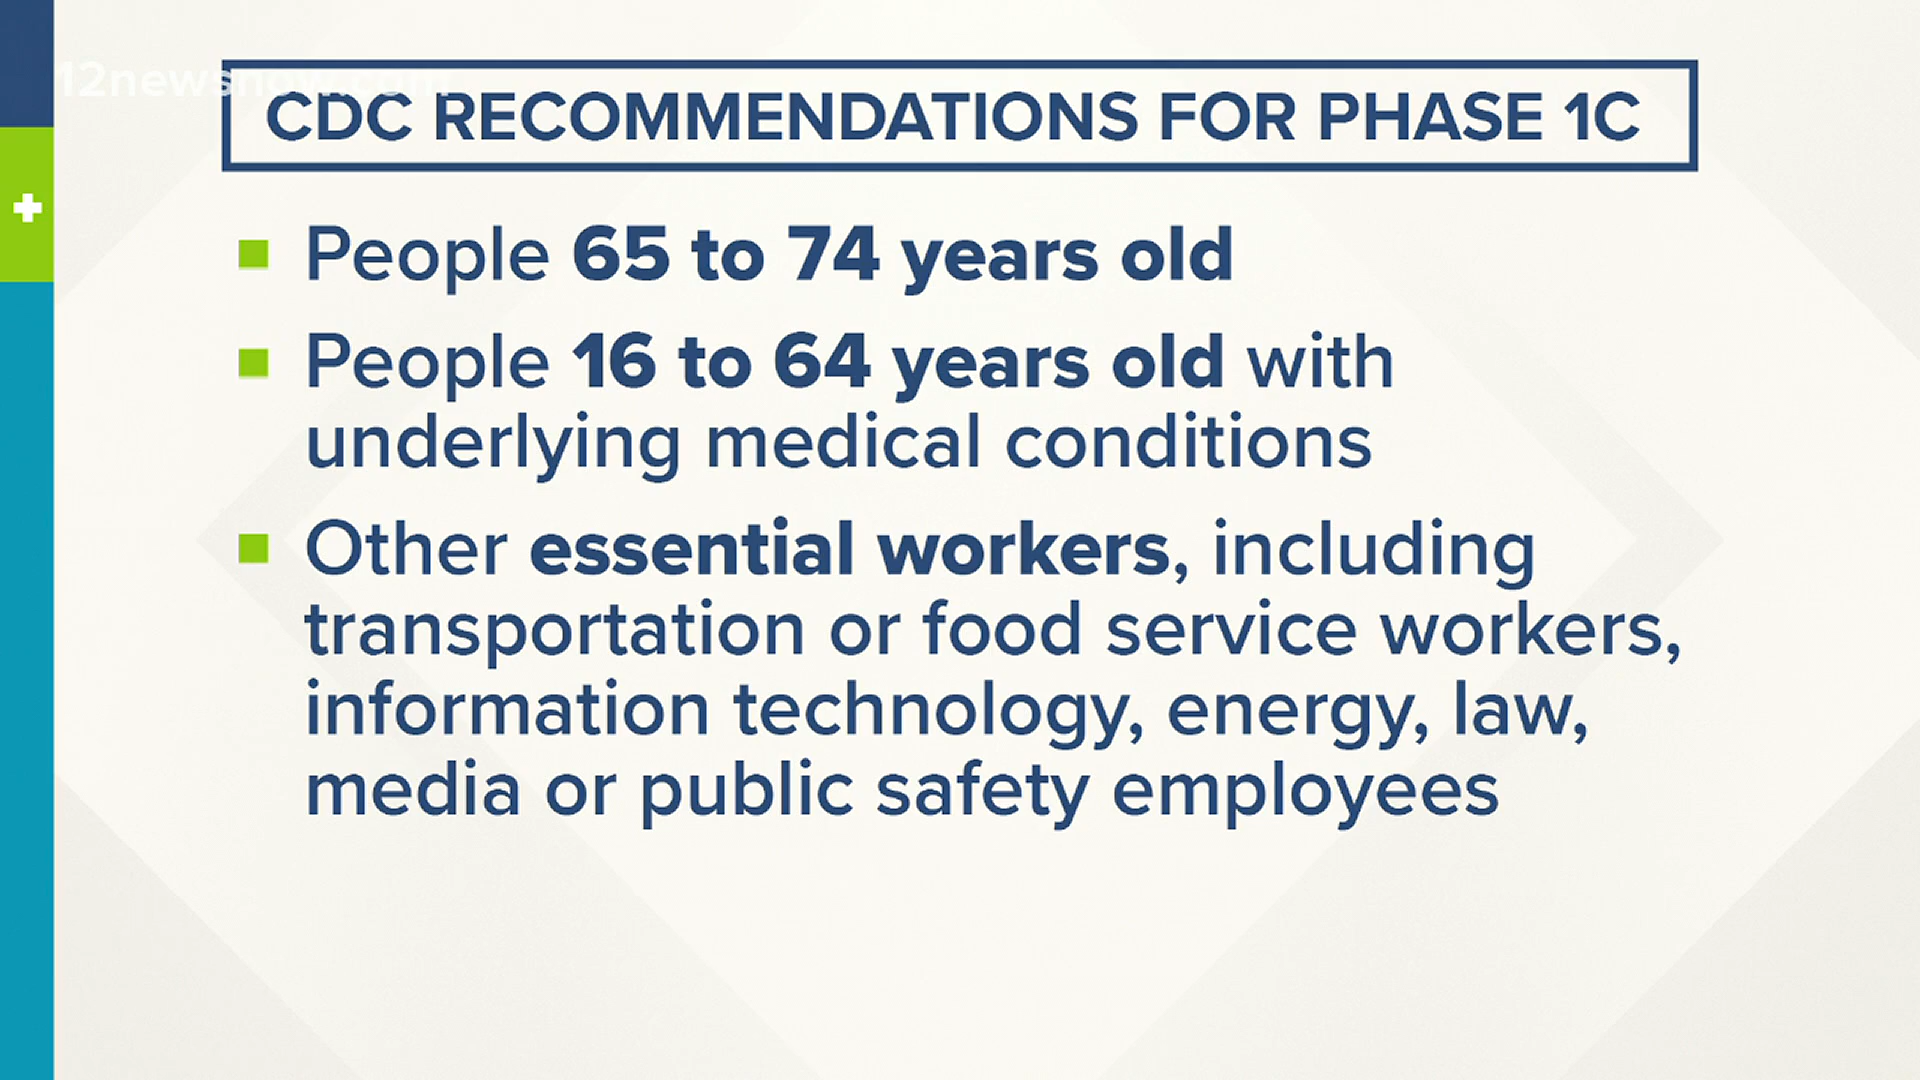 12newsnow.com
CDC RECOMMENDATIONS FOR PHASE 1C
People 65 to 74 years old
People 16 to 64 years old with
underlying medical conditions
Other essential workers, including
transportation or food service workers,
information technology, energy, law,
media or public safety employees